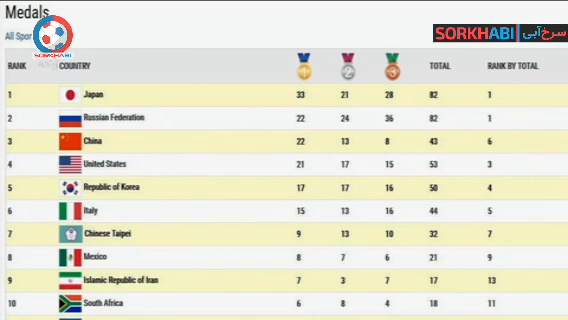 Medals
SORKHABI سرخ‌آبی
All Spor
SORKHABI
RANK COUNTRY 1 2 3 TOTAL RANK BY TOTAL
1 Japan 33 21 28 82 1
2 Russian Federation 22 24 36 82 1
3 China 22 13 8 43 6
4 United States 21 17 15 53 3
5 Republic of Korea 17 17 16 50 4
6 Italy 15 13 16 44 5
7 Chinese Taipei 9 13 10 32 7
8 Mexico 8 7 6 21 9
9 Islamic Republic of Iran 7 3 7 17 13
10 South Africa 6 8 4 18 11